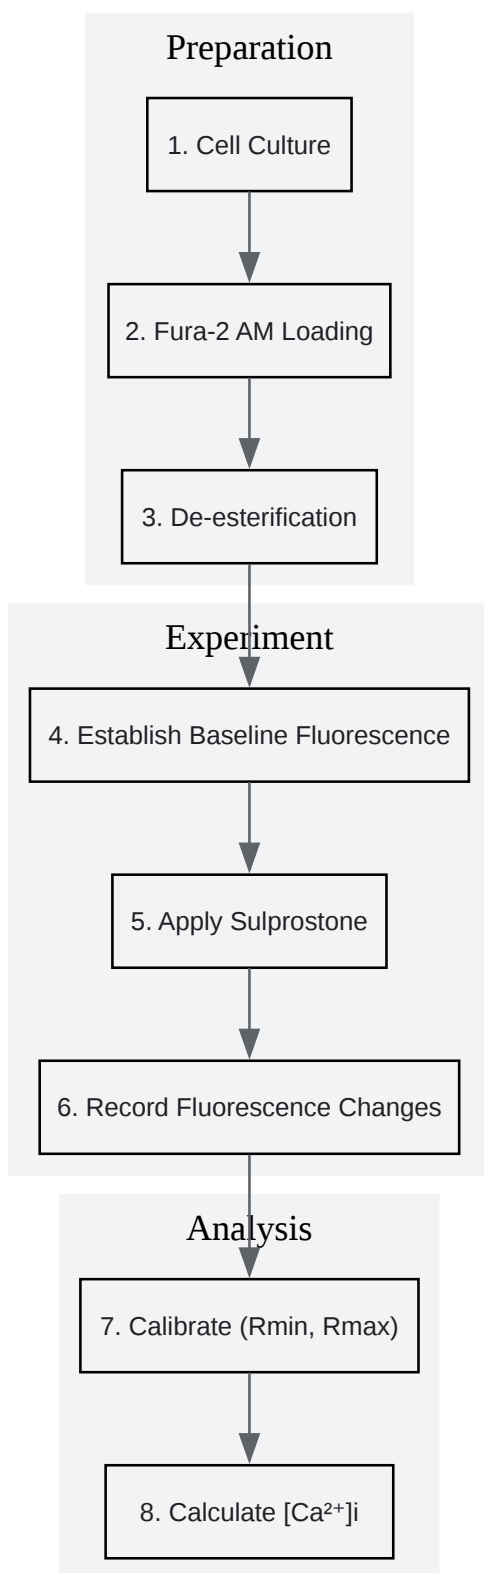 Preparation
1. Cell Culture
2. Fura-2 AM Loading
3. De-esterification
Experiment
4. Establish Baseline Fluorescence
5. Apply Sulprostone
6. Record Fluorescence Changes
Analysis
7. Calibrate (Rmin, Rmax)
8. Calculate [Ca²⁺]i